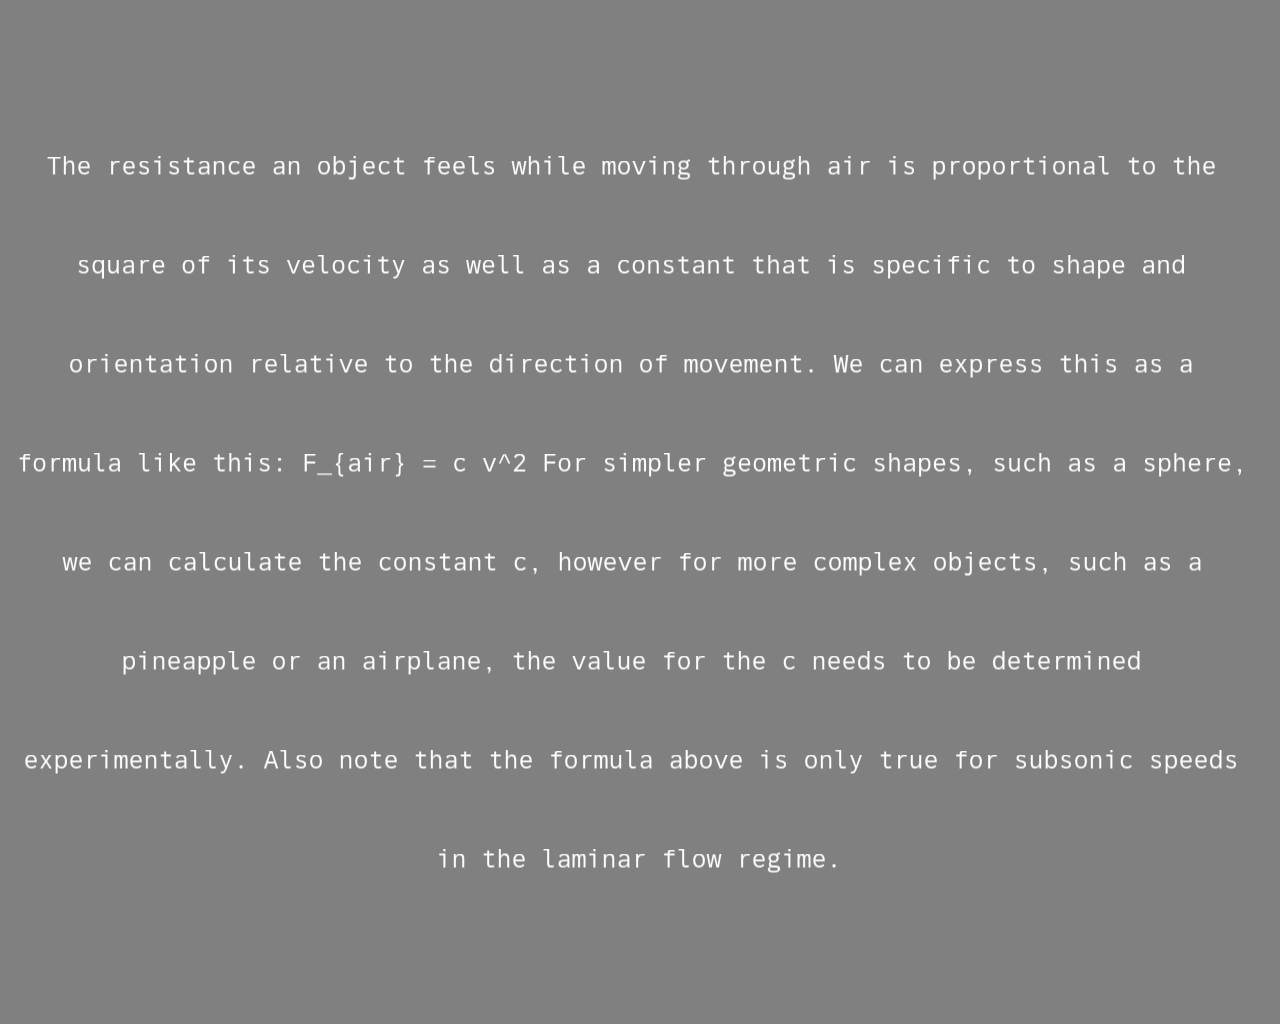 The resistance an object feels while moving through air is proportional to the
square of its velocity as well as a constant that is specific to shape and
orientation relative to the direction of movement. We can express this as a
formula like this: F_{air} = c v^2 For simpler geometric shapes, such as a sphere,
we can calculate the constant c, however for more complex objects, such as a
pineapple or an airplane, the value for the c needs to be determined
experimentally. Also note that the formula above is only true for subsonic speeds
in the laminar flow regime.